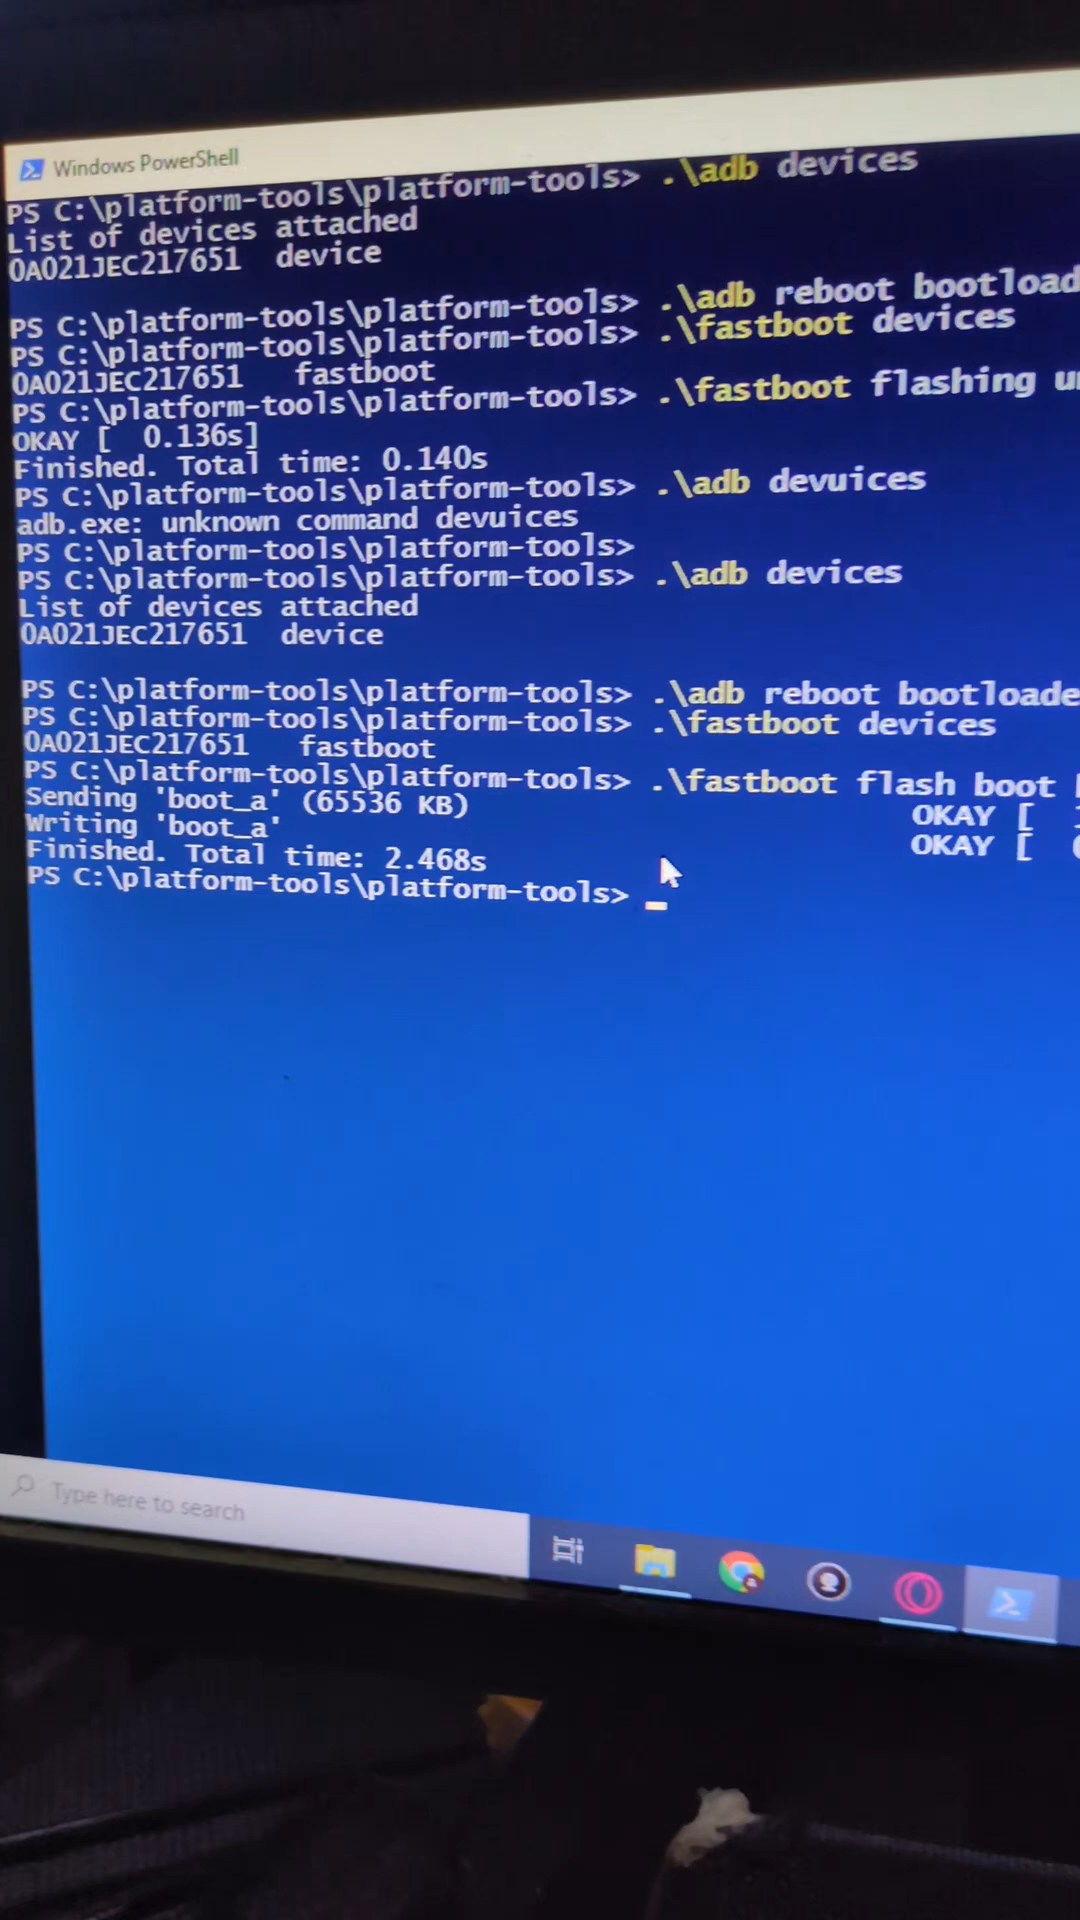 Windows PowerShell
PS C:\platform-tools\platform-tools> .\adb devices
List of devices attached
0A021JEC217651  device
PS C:\platform-tools\platform-tools> .\adb reboot bootload
PS C:\platform-tools\platform-tools> .\fastboot devices
0A021JEC217651   fastboot
PS C:\platform-tools\platform-tools> .\fastboot flashing
OKAY [  0.136s]
Finished. Total time: 0.140s
PS C:\platform-tools\platform-tools> .\adb devuices
adb.exe: unknown command devuices
PS C:\platform-tools\platform-tools>
PS C:\platform-tools\platform-tools> .\adb devices
List of devices attached
0A021JEC217651  device
PS C:\platform-tools\platform-tools> .\adb reboot bootloade
PS C:\platform-tools\platform-tools> .\fastboot devices
0A021JEC217651   fastboot
PS C:\platform-tools\platform-tools> .\fastboot flash boot
Sending 'boot_a' (65536 KB) OKAY [
Writing 'boot_a' OKAY [
Finished. Total time: 2.468s
PS C:\platform-tools\platform-tools>
Type here to search